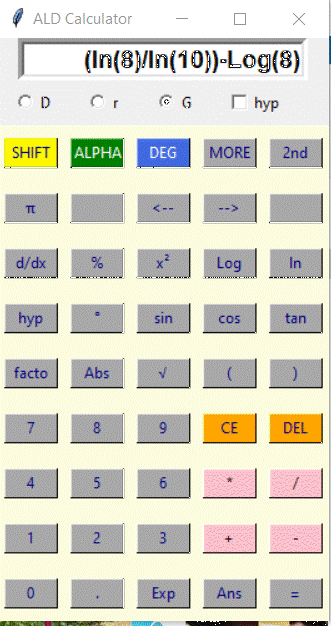 ALD Calculator
(ln(8)/ln(10))-Log(8)
D r G hyp
SHIFT ALPHA DEG MORE 2nd
π <-- -->
d/dx % x² Log ln
hyp ° sin cos tan
facto Abs √ ( )
7 8 9 CE DEL
4 5 6 * /
1 2 3 + -
0 . Exp Ans =